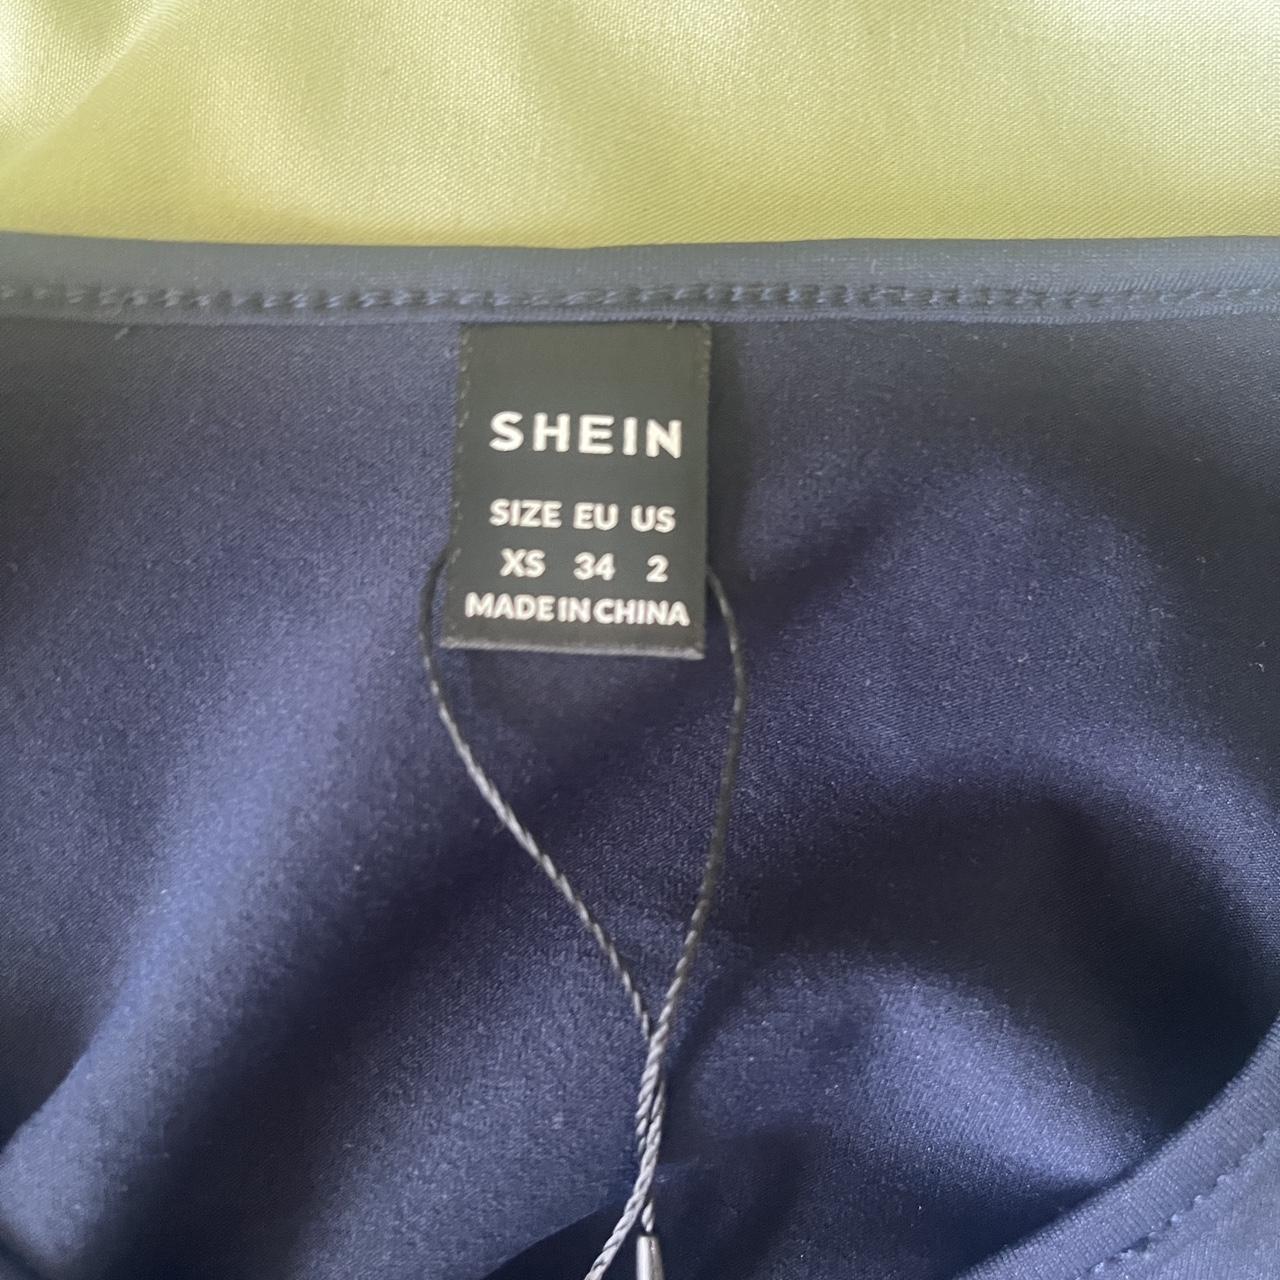 SHEIN
SIZE EU US
XS 34 2
MADE IN CHINA